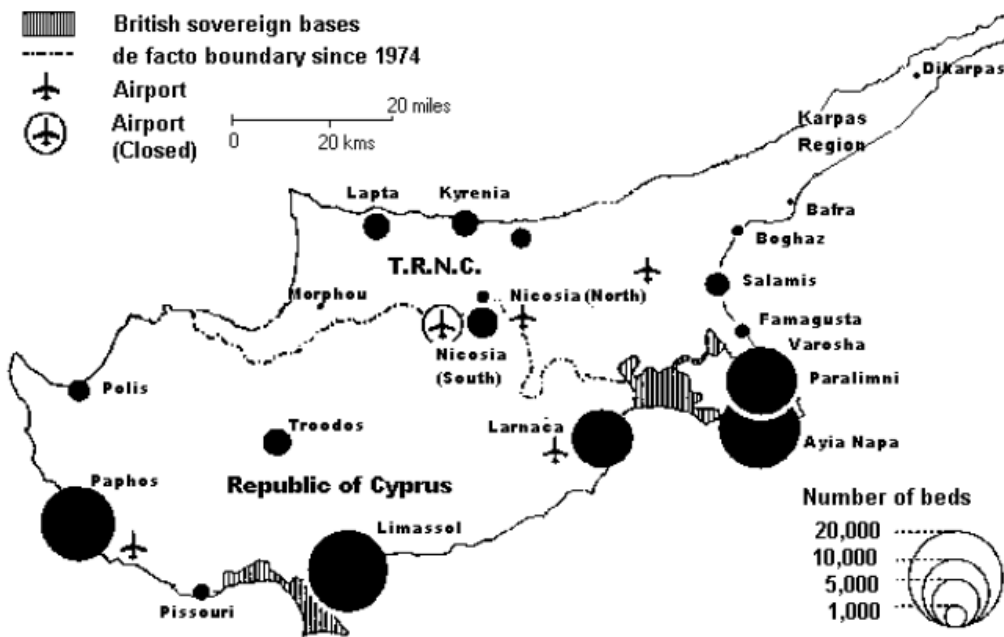 British sovereign bases
de facto boundary since 1974
Airport
Airport
(Closed)
20 miles
0
20 kms
Dikarpas
Karpas
Region
Lapta
Kyrenia
Bafra
Boghaz
T.R.N.C.
Salamis
Morphou
Nicosia (North)
Famagusta
Varosha
Nicosia
(South)
Paralimni
Polis
Troodos
Larnaca
Ayia Napa
Paphos
Republic of Cyprus
Limassol
Pissouri
Number of beds
20,000
10,000
5,000
1,000